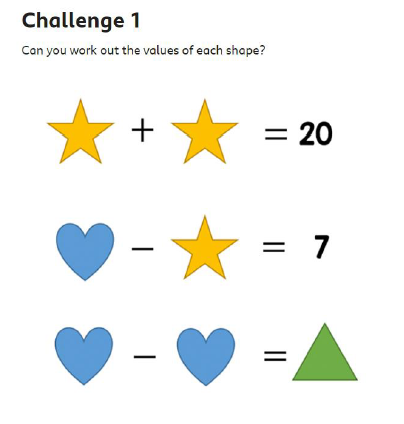 Challenge 1
Can you work out the values of each shape?
+ = 20
− = 7
− =